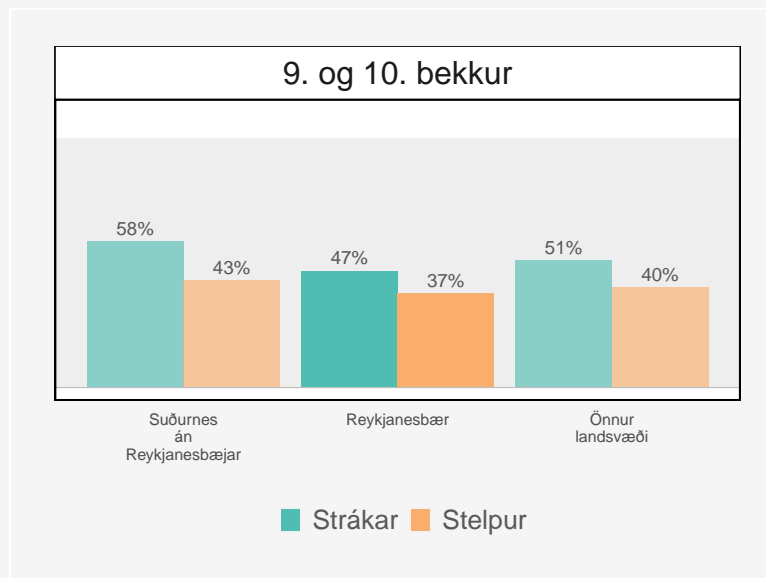 9. og 10. bekkur
58%
43%
47%
37%
51%
40%
Suðurnes
án
Reykjanesbæjar
Reykjanesbær
Önnur
landsvæði
Strákar
Stelpur